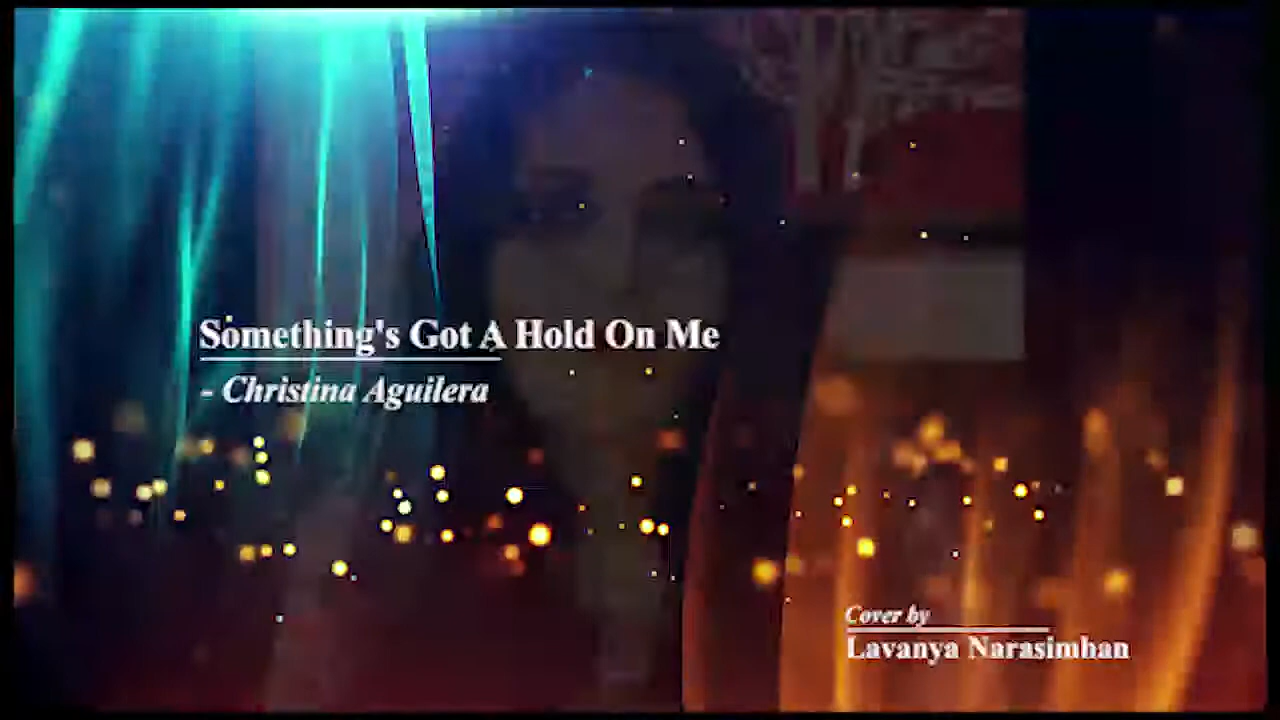 Something's Got A Hold On Me
- Christina Aguilera
Cover by
Lavanya Narasimhan